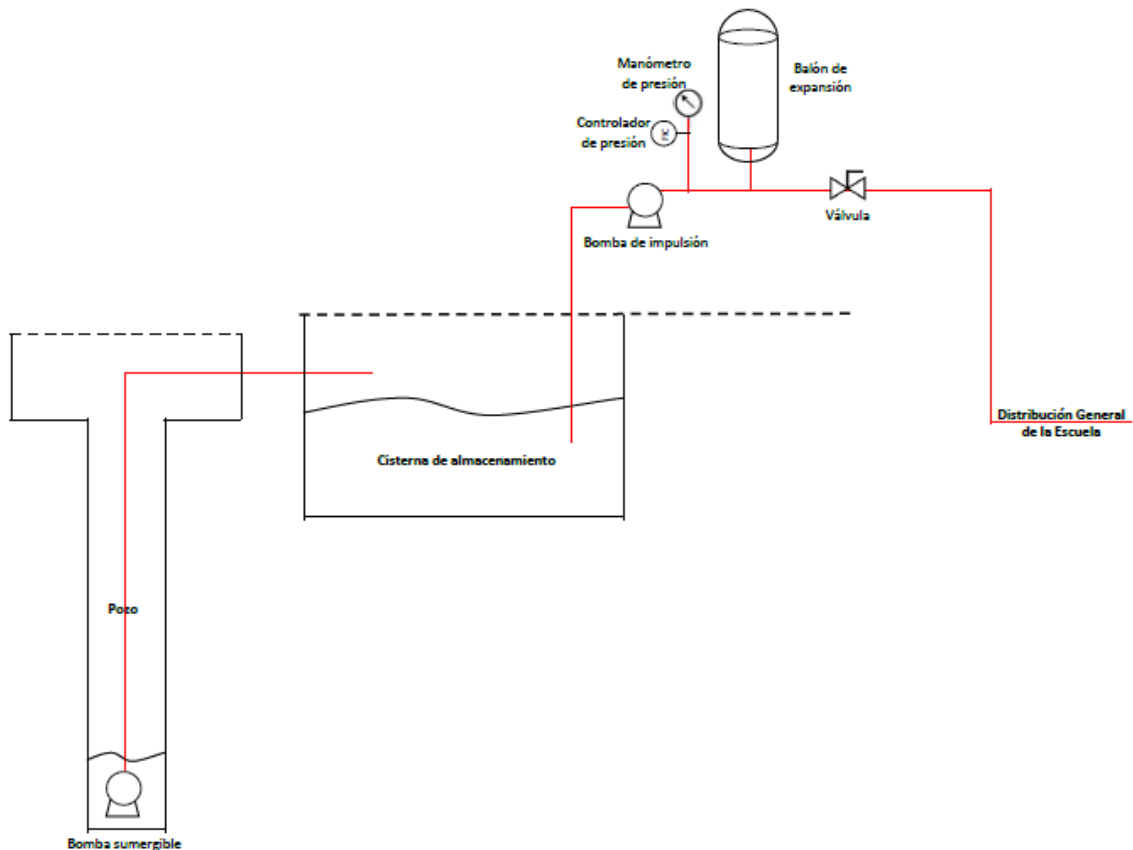 Manómetro
de presión
Balón de
expansión
Controlador
de presión
PC
Válvula
Bomba de impulsión
Distribución General
de la Escuela
Cisterna de almacenamiento
Pozo
Bomba sumergible